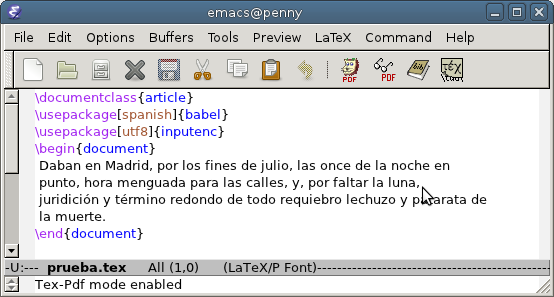 emacs@penny
File Edit Options Buffers Tools Preview LaTeX Command Help
PDF PDF τέχ
\documentclass{article}
\usepackage[spanish]{babel}
\usepackage[utf8]{inputenc}
\begin{document}
Daban en Madrid, por los fines de julio, las once de la noche en
punto, hora menguada para las calles, y, por faltar la luna,
juridición y término redondo de todo requiebro lechuzo y de
la muerte.
\end{document}
-U:--- prueba.tex All (1,0) (LaTeX/P Font)----------------------------------------
Tex-Pdf mode enabled